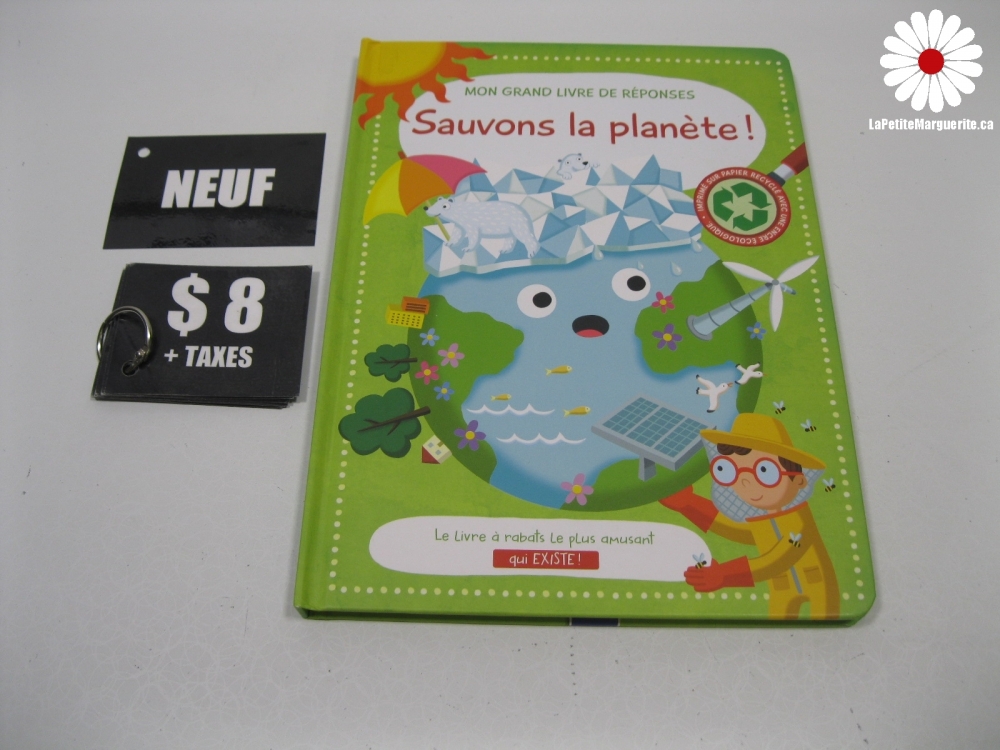 LaPetiteMarguerite.ca
NEUF
$ 8
+ TAXES
MON GRAND LIVRE DE RÉPONSES
Sauvons la planète !
• IMPRIMÉ SUR PAPIER RECYCLÉ AVEC UNE ENCRE ÉCOLOGIQUE
Le Livre à rabats Le plus amusant
qui EXISTE !